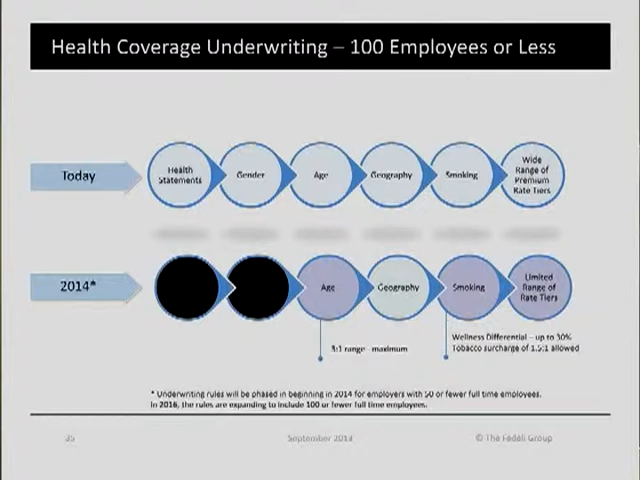 Health Coverage Underwriting – 100 Employees or Less
Today
Health
Statements
Gender
Age
Geography
Smoking
Wide
Range of
Premium
Rate Tiers
2014*
Age
Geography
Smoking
Limited
Range of
Rate Tiers
3:1 range - maximum
Wellness Differential – up to 30%
Tobacco surcharge of 1.5:1 allowed
* Underwriting rules will be phased in beginning in 2014 for employers with 50 or fewer full time employees.
In 2016, the rules are expanding to include 100 or fewer full time employees.
35
September 2013
© The Fedeli Group